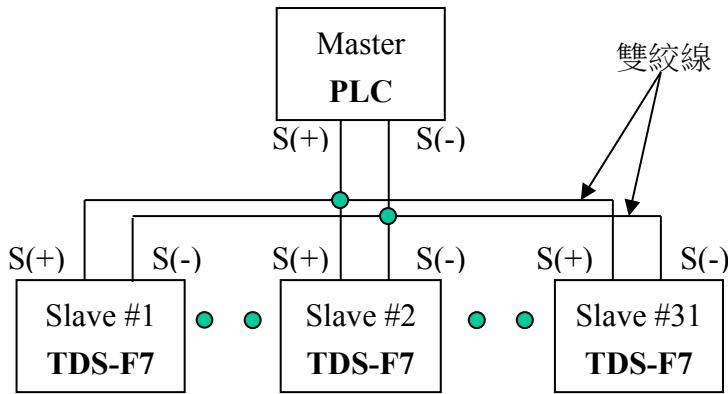 Master
PLC
雙絞線
S(+) S(-)
S(+) S(-) S(+) S(-) S(+) S(-)
Slave #1 Slave #2 Slave #31
TDS-F7 TDS-F7 TDS-F7